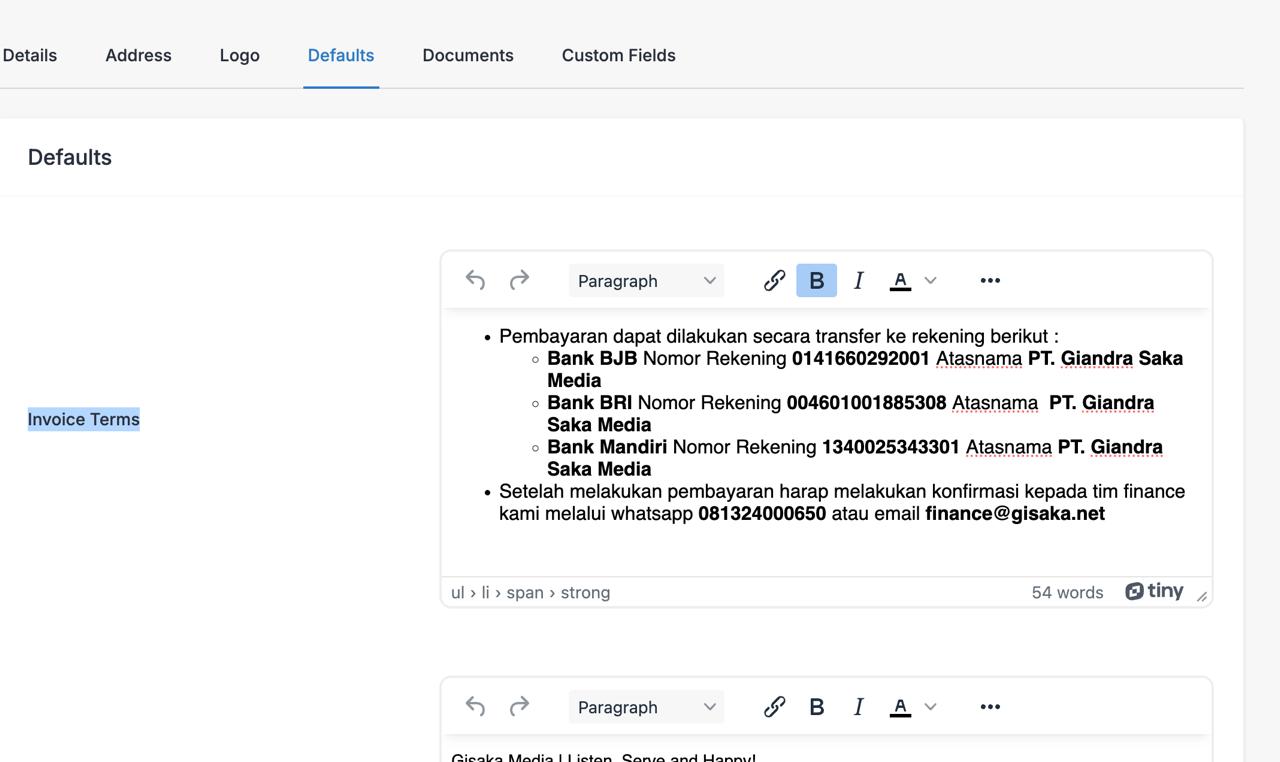 Details Address Logo Defaults Documents Custom Fields
Defaults
Invoice Terms
Paragraph B I A
Pembayaran dapat dilakukan secara transfer ke rekening berikut :
Bank BJB Nomor Rekening 0141660292001 Atasnama PT. Giandra Saka
Media
Bank BRI Nomor Rekening 004601001885308 Atasnama PT. Giandra
Saka Media
Bank Mandiri Nomor Rekening 1340025343301 Atasnama PT. Giandra
Saka Media
Setelah melakukan pembayaran harap melakukan konfirmasi kepada tim finance
kami melalui whatsapp 081324000650 atau email finance@gisaka.net
ul › li › span › strong 54 words tiny
Paragraph B I A
Gisaka Media | Listen, Serve and Happy!